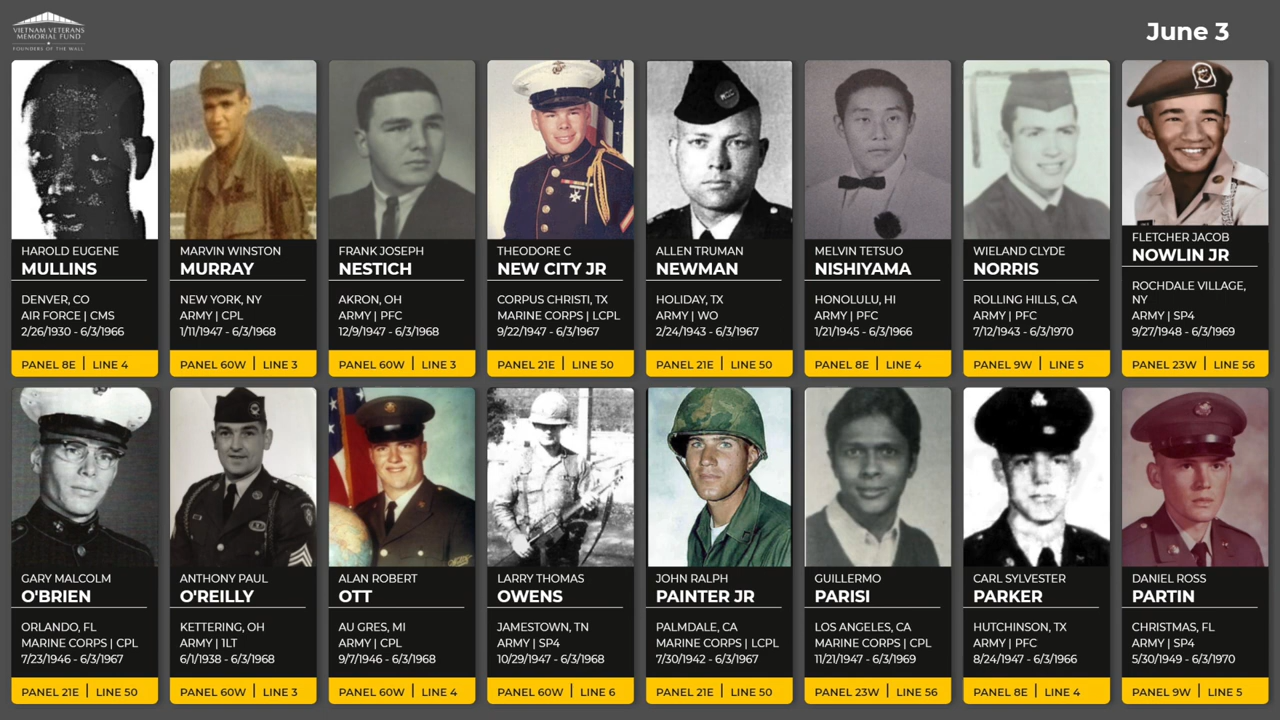 VIETNAM VETERANS
MEMORIAL FUND
FOUNDERS OF THE WALL
June 3
HAROLD EUGENE
MULLINS
DENVER, CO
AIR FORCE | CMS
2/26/1930 - 6/3/1966
PANEL 8E | LINE 4
MARVIN WINSTON
MURRAY
NEW YORK, NY
ARMY | CPL
1/11/1947 - 6/3/1968
PANEL 60W | LINE 3
FRANK JOSEPH
NESTICH
AKRON, OH
ARMY | PFC
12/9/1947 - 6/3/1968
PANEL 60W | LINE 3
THEODORE C
NEW CITY JR
CORPUS CHRISTI, TX
MARINE CORPS | LCPL
9/22/1947 - 6/3/1967
PANEL 21E | LINE 50
ALLEN TRUMAN
NEWMAN
HOLIDAY, TX
ARMY | WO
2/24/1943 - 6/3/1967
PANEL 21E | LINE 50
MELVIN TETSUO
NISHIYAMA
HONOLULU, HI
ARMY | PFC
1/21/1945 - 6/3/1966
PANEL 8E | LINE 4
WIELAND CLYDE
NORRIS
ROLLING HILLS, CA
ARMY | PFC
7/12/1943 - 6/3/1970
PANEL 9W | LINE 5
FLETCHER JACOB
NOWLIN JR
ROCHDALE VILLAGE,
NY
ARMY | SP4
9/27/1948 - 6/3/1969
PANEL 23W | LINE 56
GARY MALCOLM
O'BRIEN
ORLANDO, FL
MARINE CORPS | CPL
7/23/1946 - 6/3/1967
PANEL 21E | LINE 50
ANTHONY PAUL
O'REILLY
KETTERING, OH
ARMY | 1LT
6/1/1938 - 6/3/1968
PANEL 60W | LINE 3
ALAN ROBERT
OTT
AU GRES, MI
ARMY | CPL
9/7/1946 - 6/3/1968
PANEL 60W | LINE 4
LARRY THOMAS
OWENS
JAMESTOWN, TN
ARMY | SP4
10/29/1947 - 6/3/1968
PANEL 60W | LINE 6
JOHN RALPH
PAINTER JR
PALMDALE, CA
MARINE CORPS | LCPL
7/30/1942 - 6/3/1967
PANEL 21E | LINE 50
GUILLERMO
PARISI
LOS ANGELES, CA
MARINE CORPS | CPL
11/21/1947 - 6/3/1969
PANEL 23W | LINE 56
CARL SYLVESTER
PARKER
HUTCHINSON, TX
ARMY | PFC
8/24/1947 - 6/3/1966
PANEL 8E | LINE 4
DANIEL ROSS
PARTIN
CHRISTMAS, FL
ARMY | SP4
5/30/1949 - 6/3/1970
PANEL 9W | LINE 5